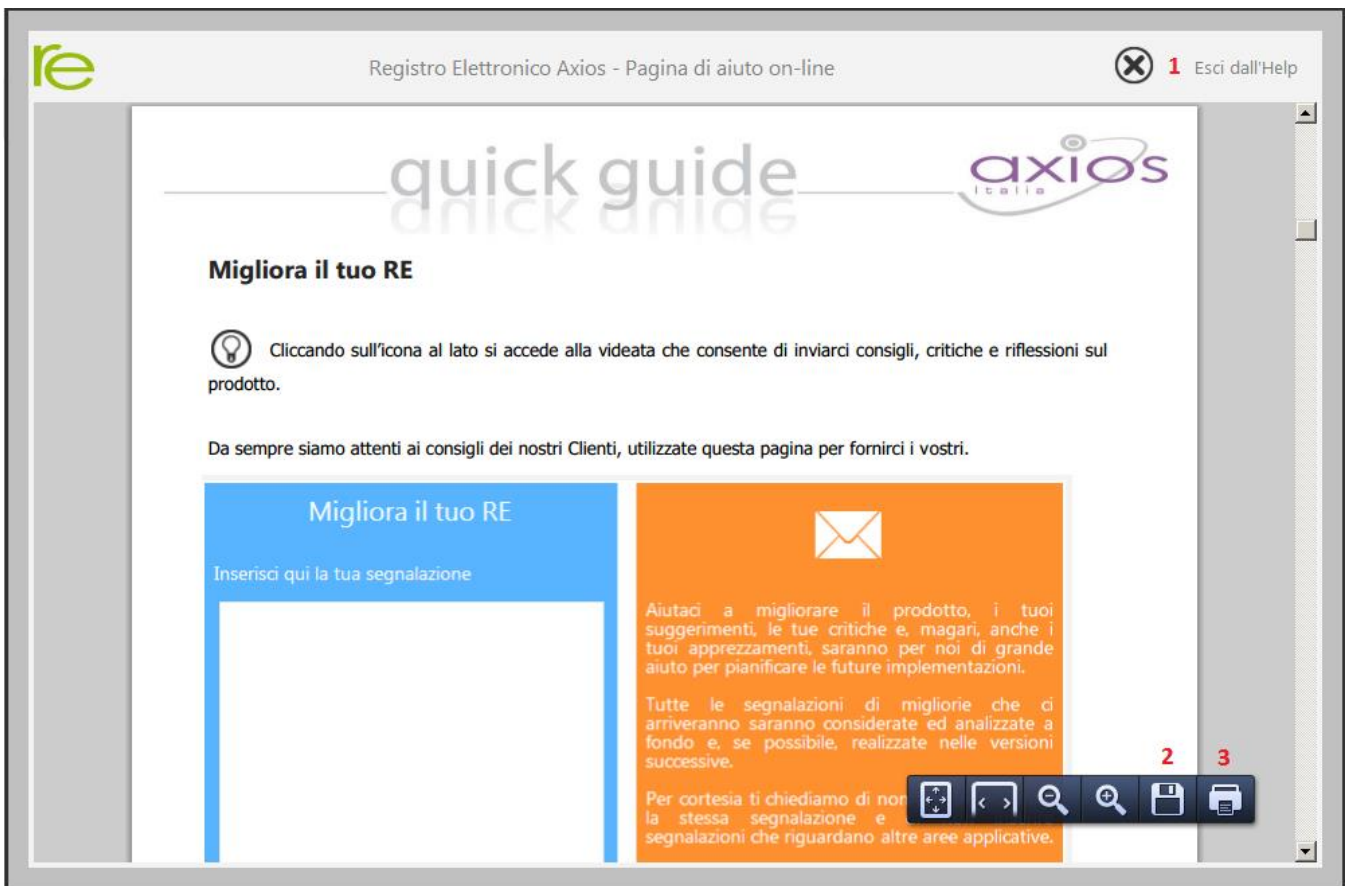 re
Registro Elettronico Axios - Pagina di aiuto on-line
1 Esci dall'Help
quick guide
axios
Italia
Migliora il tuo RE
Cliccando sull'icona al lato si accede alla videata che consente di inviarci consigli, critiche e riflessioni sul
prodotto.
Da sempre siamo attenti ai consigli dei nostri Clienti, utilizzate questa pagina per fornirci i vostri.
Migliora il tuo RE
Inserisci qui la tua segnalazione
Aiutaci a migliorare il prodotto, i tuoi
suggerimenti, le tue critiche e, magari, anche i
tuoi apprezzamenti, saranno per noi di grande
aiuto per pianificare le future implementazioni.
Tutte le segnalazioni di migliorie che ci
arriveranno saranno considerate ed analizzate a
fondo e, se possibile, realizzate nelle versioni
successive.
2 3
Per cortesia ti chiediamo di non
la stessa segnalazione e
segnalazioni che riguardano altre aree applicative.